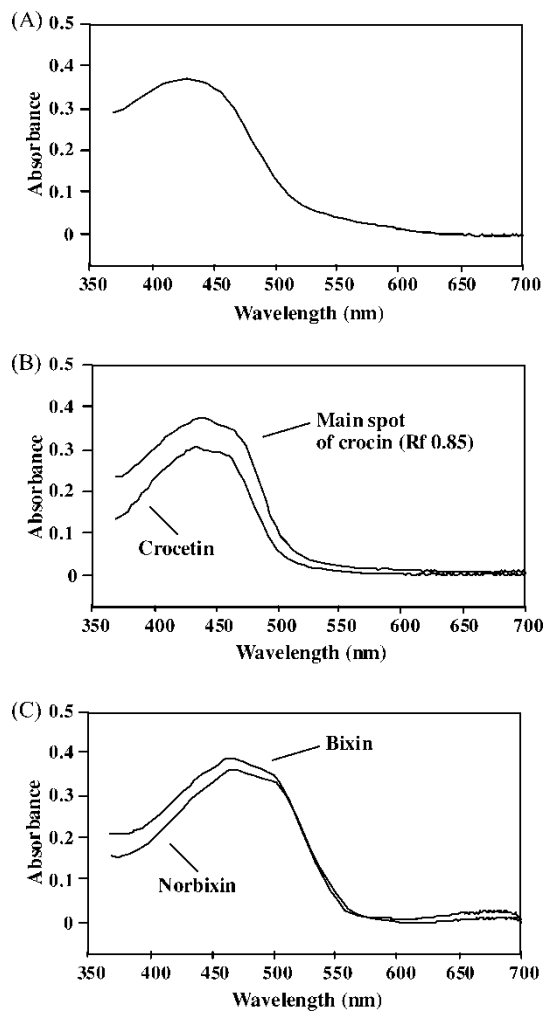 (A)
0.5
0.4
0.3
0.2
0.1
0
Absorbance
350 400 450 500 550 600 650 700
Wavelength (nm)
(B)
0.5
0.4
0.3
0.2
0.1
0
Absorbance
Main spot
of crocin (Rf 0.85)
Crocetin
350 400 450 500 550 600 650 700
Wavelength (nm)
(C)
0.5
0.4
0.3
0.2
0.1
0
Absorbance
Bixin
Norbixin
350 400 450 500 550 600 650 700
Wavelength (nm)